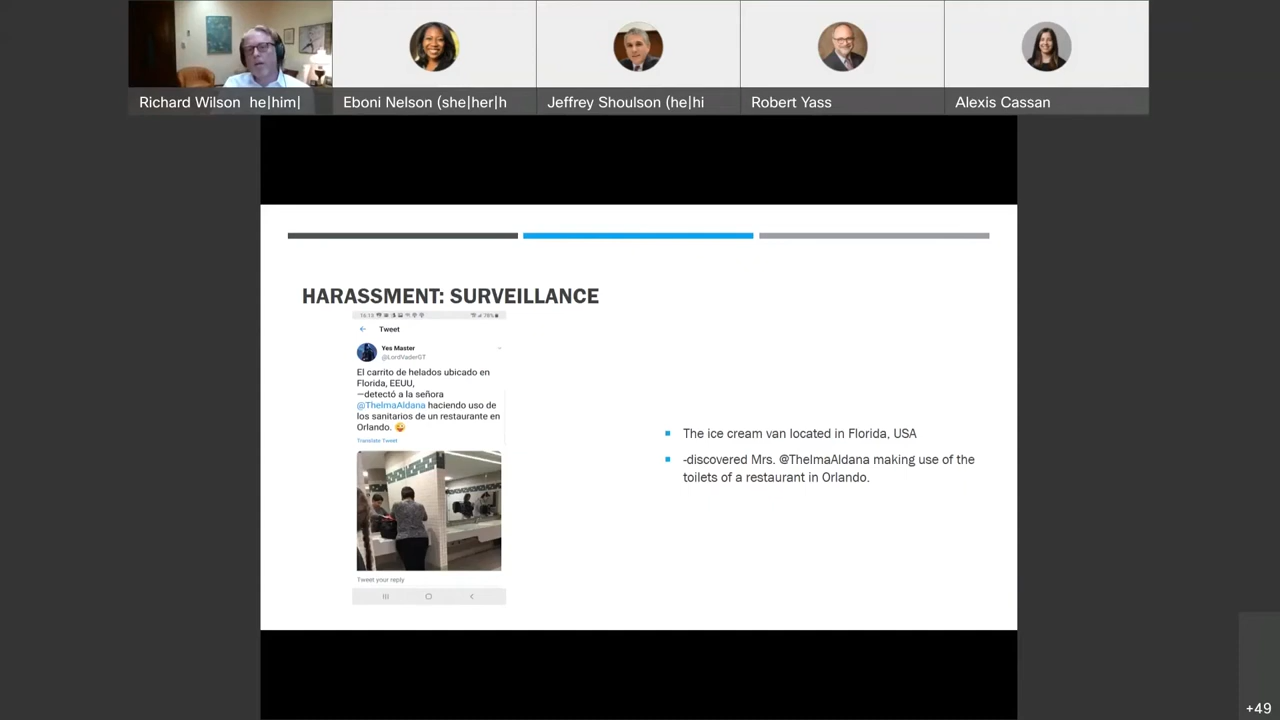 Richard Wilson he|him|
Eboni Nelson (she|her|h
Jeffrey Shoulson (he|hi
Robert Yass
Alexis Cassan
HARASSMENT: SURVEILLANCE
16:15
78%
Tweet
Yes Master
@LordVaderGT
El carrito de helados ubicado en
Florida, EEUU,
—detectó a la señora
@ThelmaAldana haciendo uso de
los sanitarios de un restaurante en
Orlando.
Translate Tweet
Tweet your reply
▪ The ice cream van located in Florida, USA
▪ -discovered Mrs. @ThelmaAldana making use of the
toilets of a restaurant in Orlando.
+49